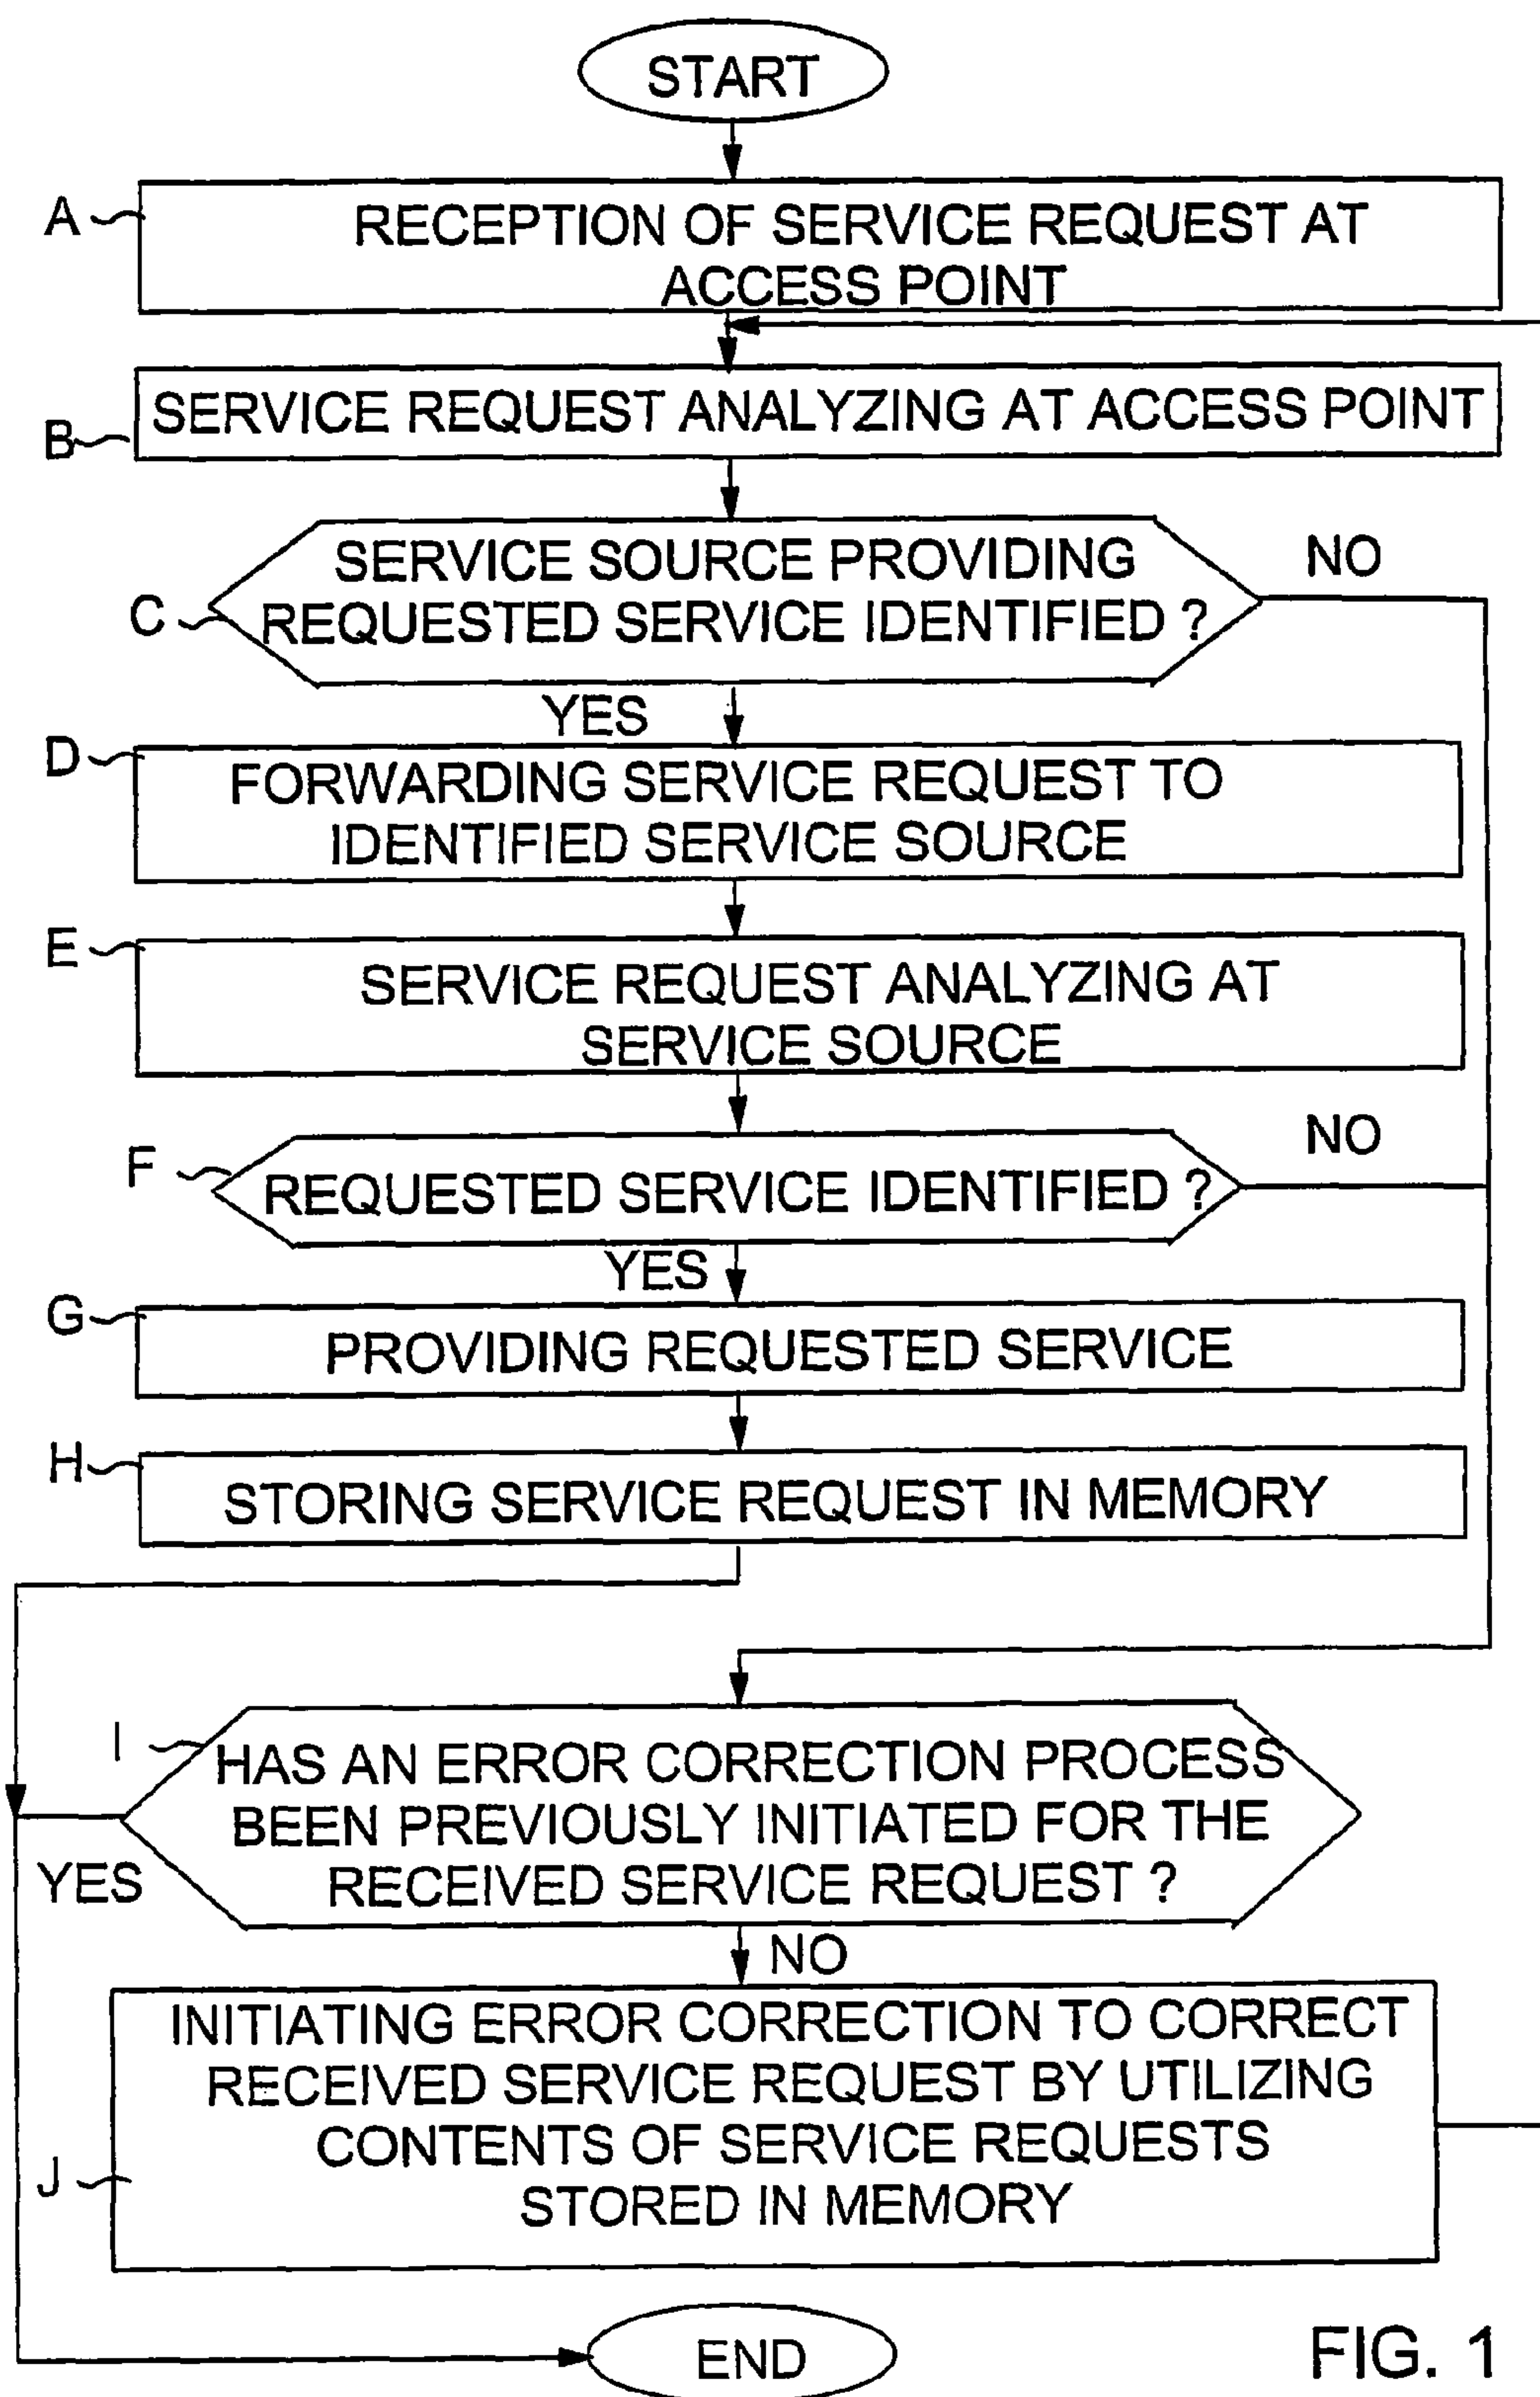 START
A
RECEPTION OF SERVICE REQUEST AT
ACCESS POINT
B
SERVICE REQUEST ANALYZING AT ACCESS POINT
C
SERVICE SOURCE PROVIDING
REQUESTED SERVICE IDENTIFIED ?
NO
YES
D
FORWARDING SERVICE REQUEST TO
IDENTIFIED SERVICE SOURCE
E
SERVICE REQUEST ANALYZING AT
SERVICE SOURCE
F
REQUESTED SERVICE IDENTIFIED ?
NO
YES
G
PROVIDING REQUESTED SERVICE
H
STORING SERVICE REQUEST IN MEMORY
I
HAS AN ERROR CORRECTION PROCESS
BEEN PREVIOUSLY INITIATED FOR THE
RECEIVED SERVICE REQUEST ?
YES
NO
J
INITIATING ERROR CORRECTION TO CORRECT
RECEIVED SERVICE REQUEST BY UTILIZING
CONTENTS OF SERVICE REQUESTS
STORED IN MEMORY
END
FIG. 1